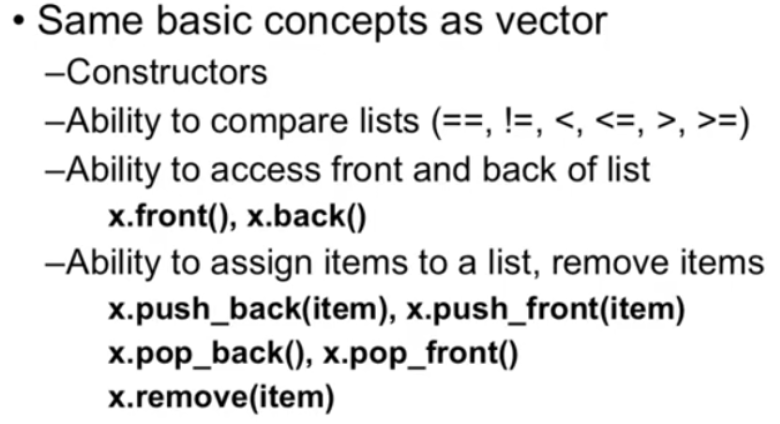 • Same basic concepts as vector
–Constructors
–Ability to compare lists (==, !=, <, <=, >, >=)
–Ability to access front and back of list
x.front(), x.back()
–Ability to assign items to a list, remove items
x.push_back(item), x.push_front(item)
x.pop_back(), x.pop_front()
x.remove(item)